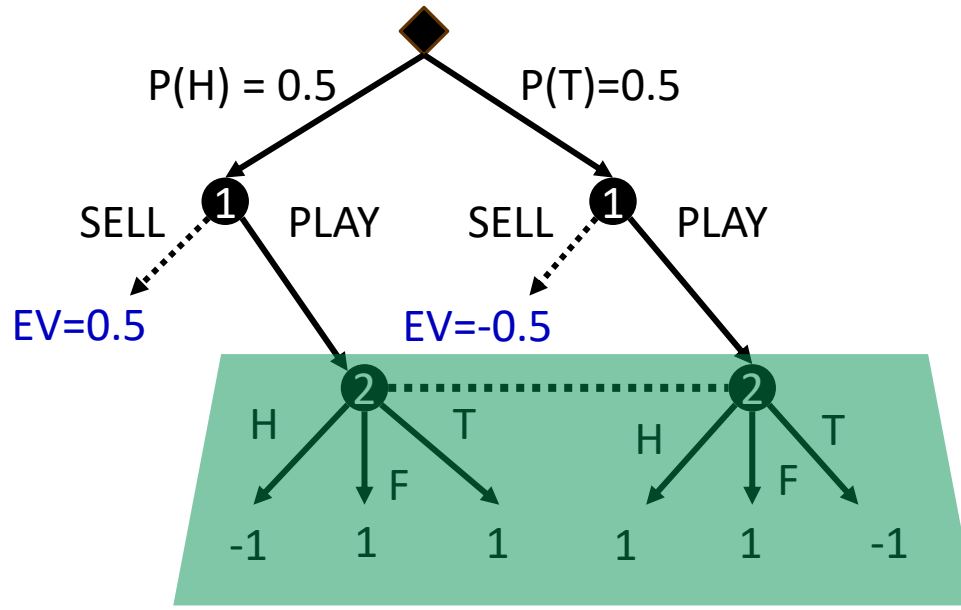 P(H) = 0.5
P(T)=0.5
1
1
SELL
PLAY
SELL
PLAY
EV=0.5
EV=-0.5
2
2
H
T
H
T
F
F
-1
1
1
1
1
-1